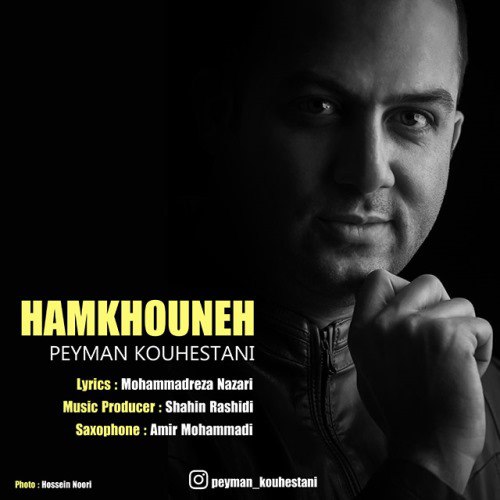 HAMKHOUNEH
PEYMAN KOUHESTANI
Lyrics : Mohammadreza Nazari
Music Producer : Shahin Rashidi
Saxophone : Amir Mohammadi
Photo : Hossein Noori
peyman_kouhestani